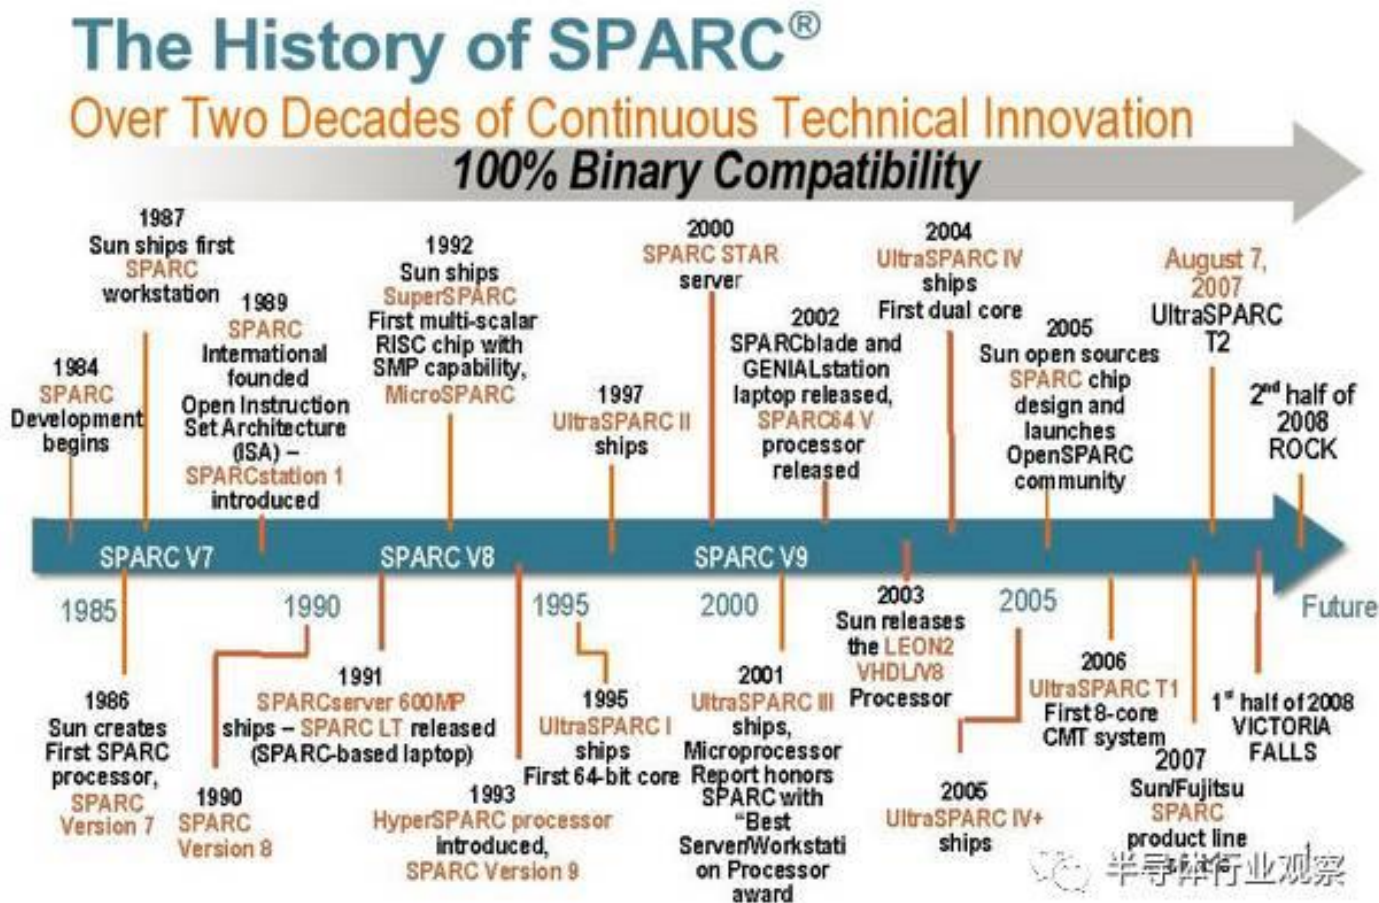 The History of SPARC®
Over Two Decades of Continuous Technical Innovation
100% Binary Compatibility
1984
SPARC
Development
begins
1987
Sun ships first
SPARC
workstation
1989
SPARC
International
founded
Open Instruction
Set Architecture
(ISA) –
SPARCstation 1
introduced
1992
Sun ships
SuperSPARC
First multi-scalar
RISC chip with
SMP capability,
MicroSPARC
1997
UltraSPARC II
ships
2000
SPARC STAR
server
2002
SPARCblade and
GENIALstation
laptop released,
SPARC64 V
processor
released
2004
UltraSPARC IV
ships
First dual core
2005
Sun open sources
SPARC chip
design and
launches
OpenSPARC
community
August 7,
2007
UltraSPARC
T2
2nd half of
2008
ROCK
SPARC V7
SPARC V8
SPARC V9
1985
1990
1995
2000
2005
Future
1986
Sun creates
First SPARC
processor,
SPARC
Version 7
1990
SPARC
Version 8
1991
SPARCserver 600MP
ships – SPARC LT released
(SPARC-based laptop)
1993
HyperSPARC processor
introduced,
SPARC Version 9
1995
UltraSPARC I
ships
First 64-bit core
2001
UltraSPARC III
ships,
Microprocessor
Report honors
SPARC with
“Best
Server/Workstati
on Processor
award
2003
Sun releases
the LEON2
VHDL/V8
Processor
2005
UltraSPARC IV+
ships
2006
UltraSPARC T1
First 8-core
CMT system
2007
Sun/Fujitsu
SPARC
product line
1st half of 2008
VICTORIA
FALLS
半导体行业观察